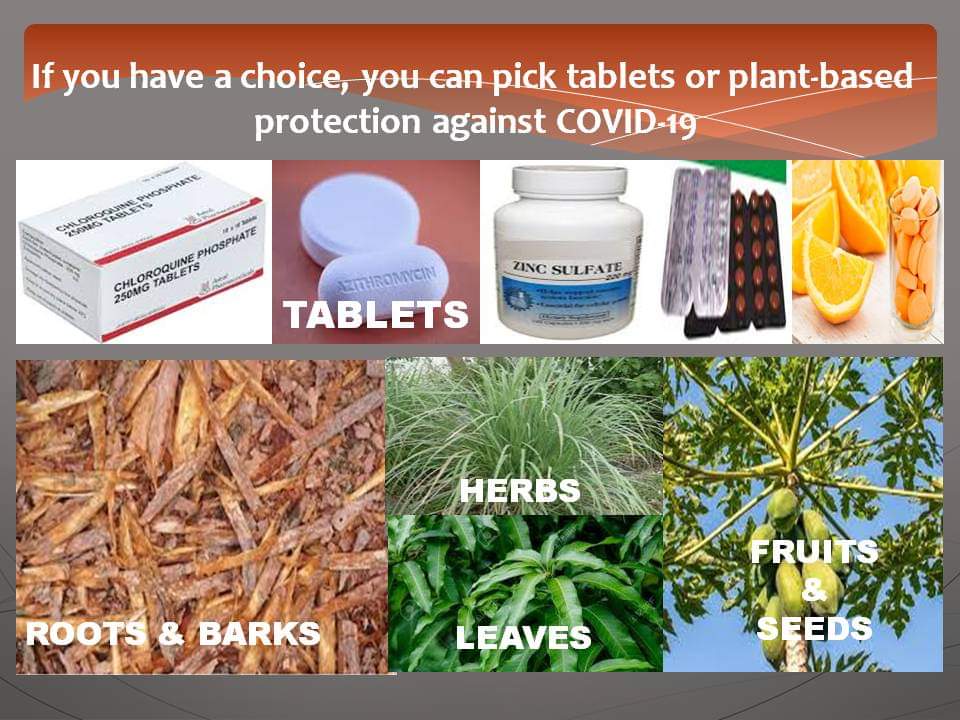 If you have a choice, you can pick tablets or plant-based
protection against COVID-19
CHLOROQUINE PHOSPHATE
250MG TABLETS
CHLOROQUINE PHOSPHATE
250MG TABLETS
AZITHROMYCIN
TABLETS
ZINC SULFATE
ROOTS & BARKS
HERBS
LEAVES
FRUITS
&
SEEDS